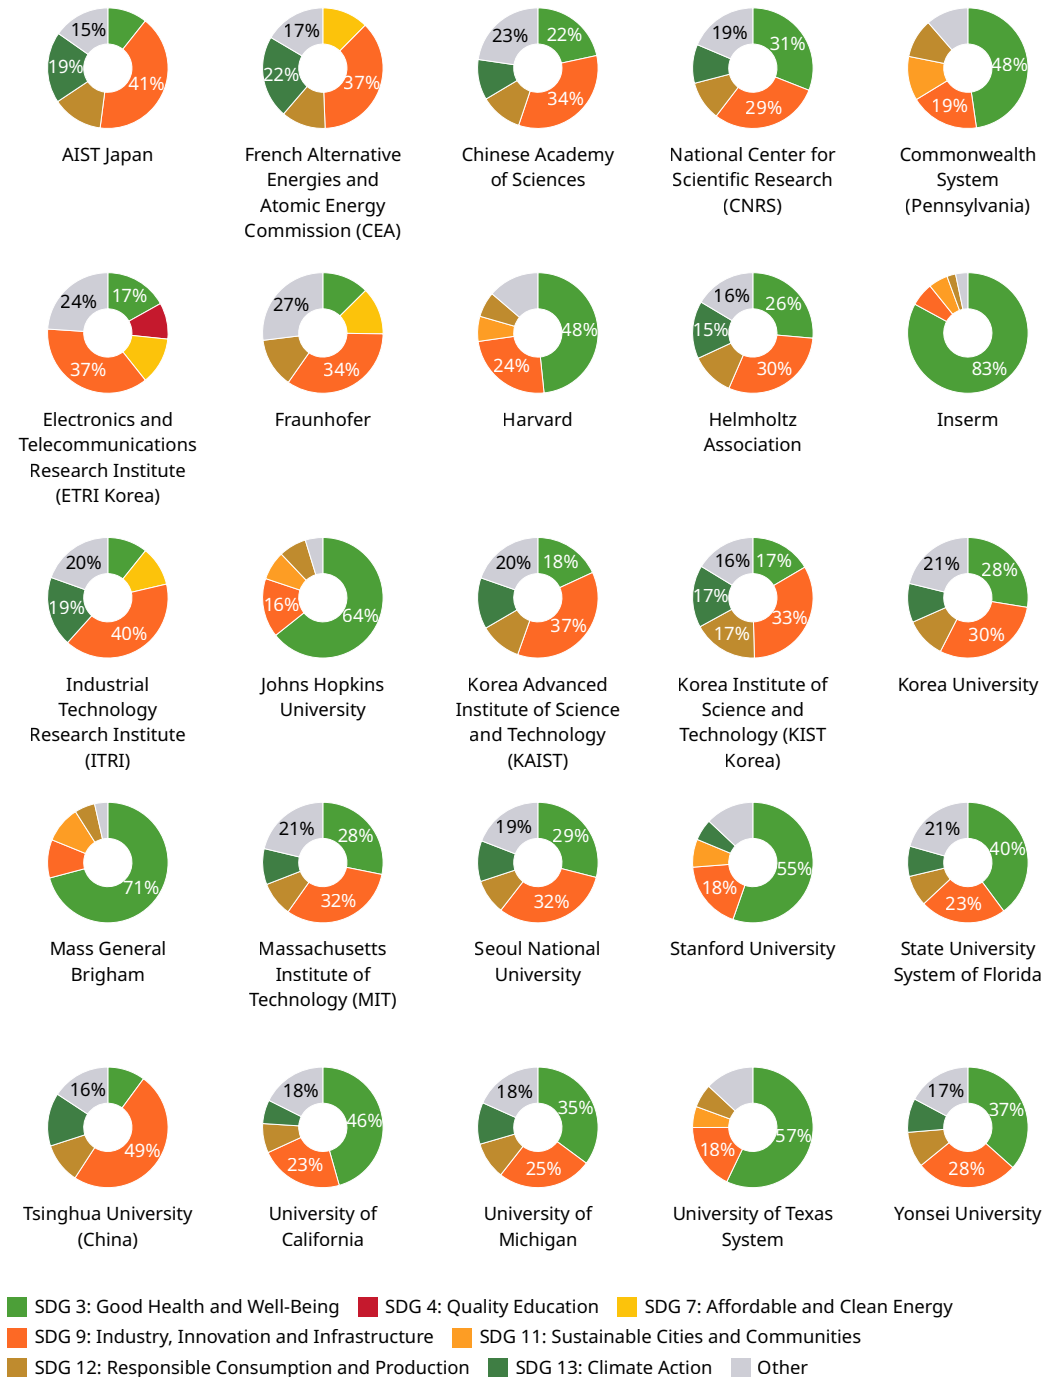 15%
19%
41%
AIST Japan
17%
22%
37%
French Alternative
Energies and
Atomic Energy
Commission (CEA)
23%
22%
34%
Chinese Academy
of Sciences
19%
31%
29%
National Center for
Scientific Research
(CNRS)
48%
19%
Commonwealth
System
(Pennsylvania)
24%
17%
37%
Electronics and
Telecommunications
Research Institute
(ETRI Korea)
27%
34%
Fraunhofer
48%
24%
Harvard
16%
26%
15%
30%
Helmholtz
Association
83%
Inserm
20%
19%
40%
Industrial
Technology
Research Institute
(ITRI)
16%
64%
Johns Hopkins
University
20%
18%
37%
Korea Advanced
Institute of Science
and Technology
(KAIST)
16%
17%
17%
33%
17%
Korea Institute of
Science and
Technology (KIST
Korea)
21%
28%
30%
Korea University
71%
Mass General
Brigham
21%
28%
32%
Massachusetts
Institute of
Technology (MIT)
19%
29%
32%
Seoul National
University
55%
18%
Stanford University
21%
40%
23%
State University
System of Florida
16%
49%
Tsinghua University
(China)
18%
46%
23%
University of
California
18%
35%
25%
University of
Michigan
57%
18%
University of Texas
System
17%
37%
28%
Yonsei University
SDG 3: Good Health and Well-Being SDG 4: Quality Education SDG 7: Affordable and Clean Energy
SDG 9: Industry, Innovation and Infrastructure SDG 11: Sustainable Cities and Communities
SDG 12: Responsible Consumption and Production SDG 13: Climate Action Other